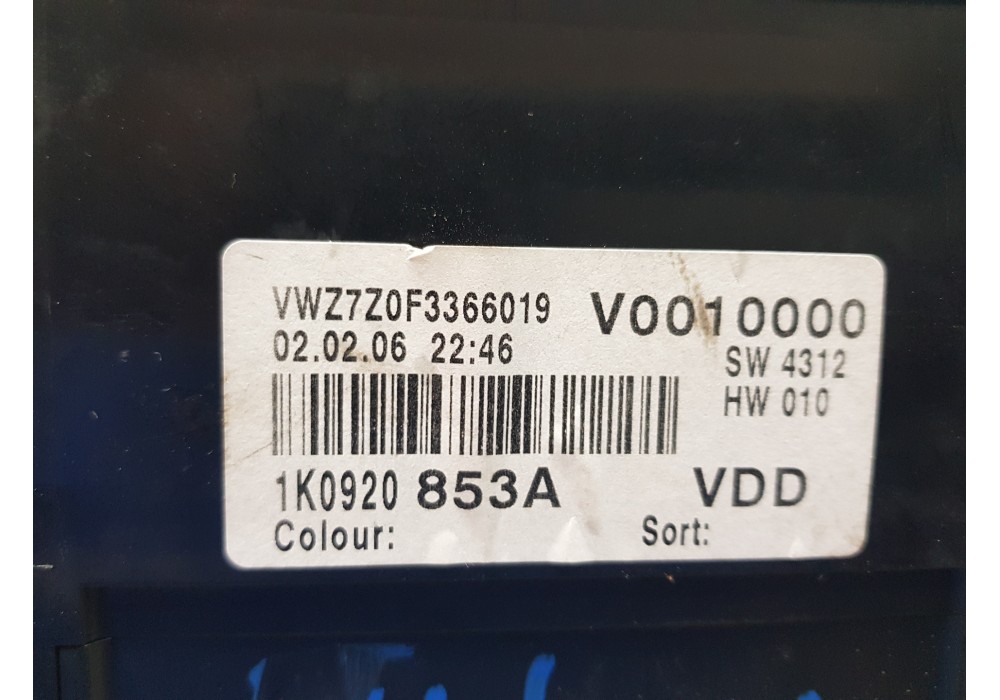 VWZ7Z0F3366019 V0010000
02.02.06 22:46 SW 4312
HW 010
1K0920 853A VDD
Colour: Sort: